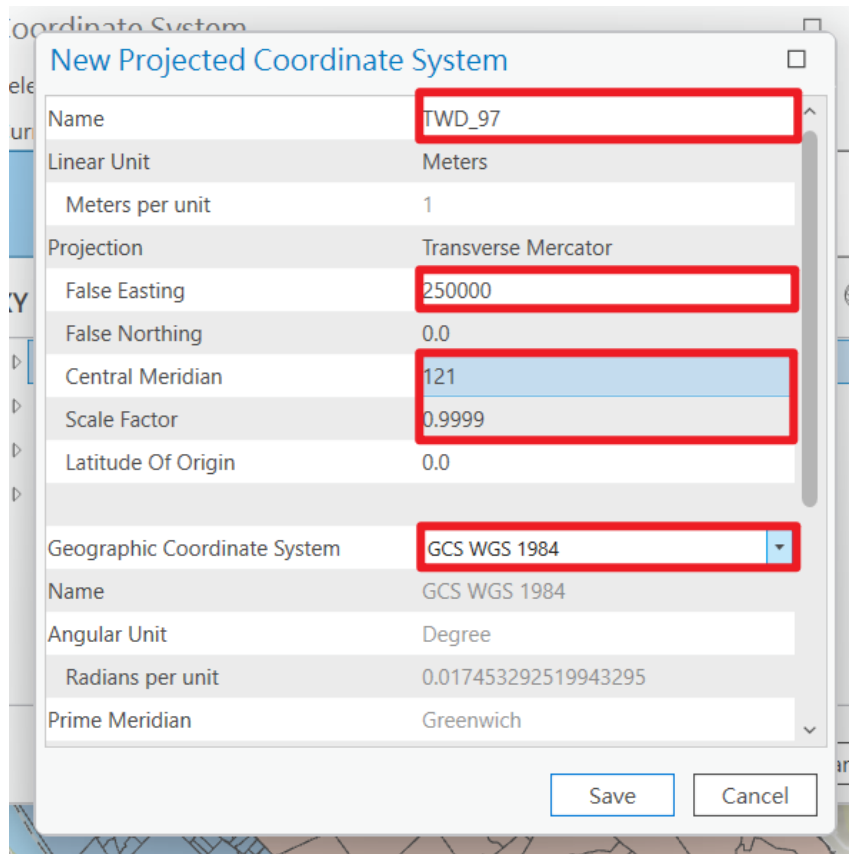 Coordinate System
New Projected Coordinate System
Name TWD_97
Linear Unit Meters
Meters per unit 1
Projection Transverse Mercator
False Easting 250000
XY
False Northing 0.0
Central Meridian 121
Scale Factor 0.9999
Latitude Of Origin 0.0
Geographic Coordinate System GCS WGS 1984
Name GCS WGS 1984
Angular Unit Degree
Radians per unit 0.017453292519943295
Prime Meridian Greenwich
Save Cancel